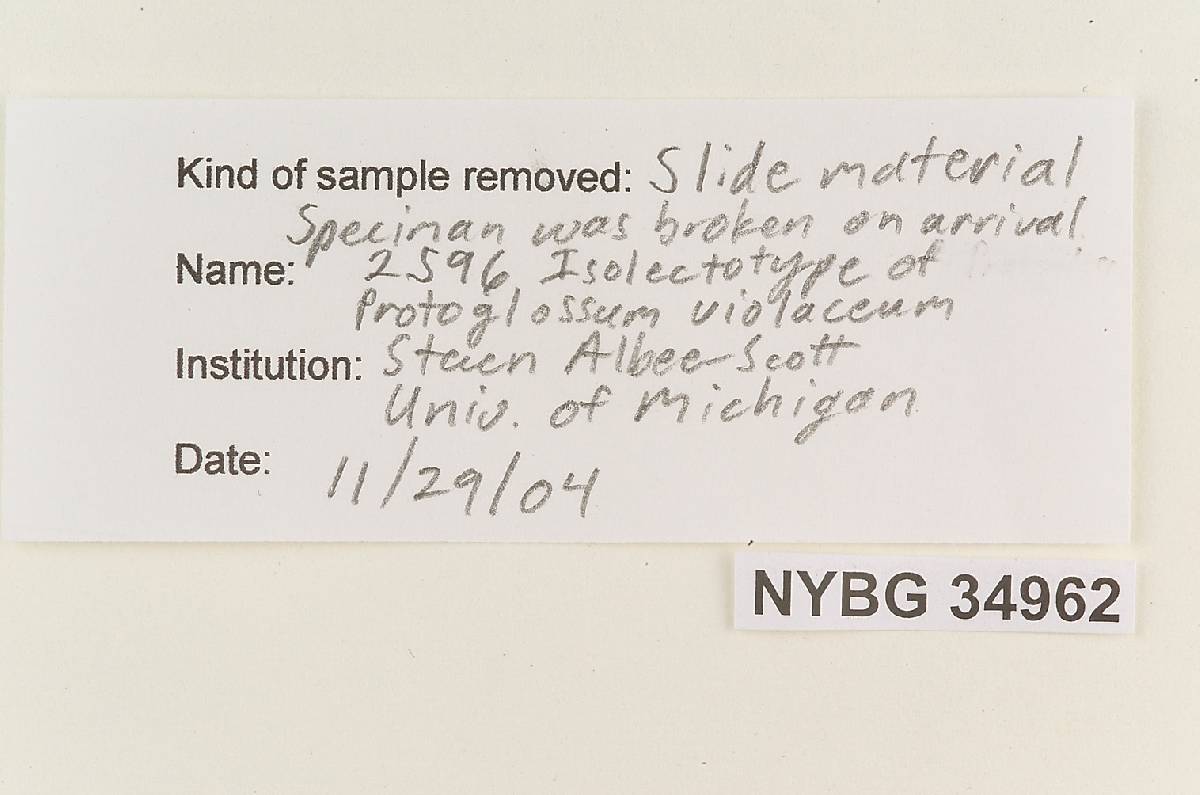 Kind of sample removed: Slide material
Speciman was broken on arrival
Name: 2596 Isolectotype of
Protoglossum violaceum
Institution: Steven Albee-Scott
Univ. of Michigan
Date: 11/29/04
NYBG 34962